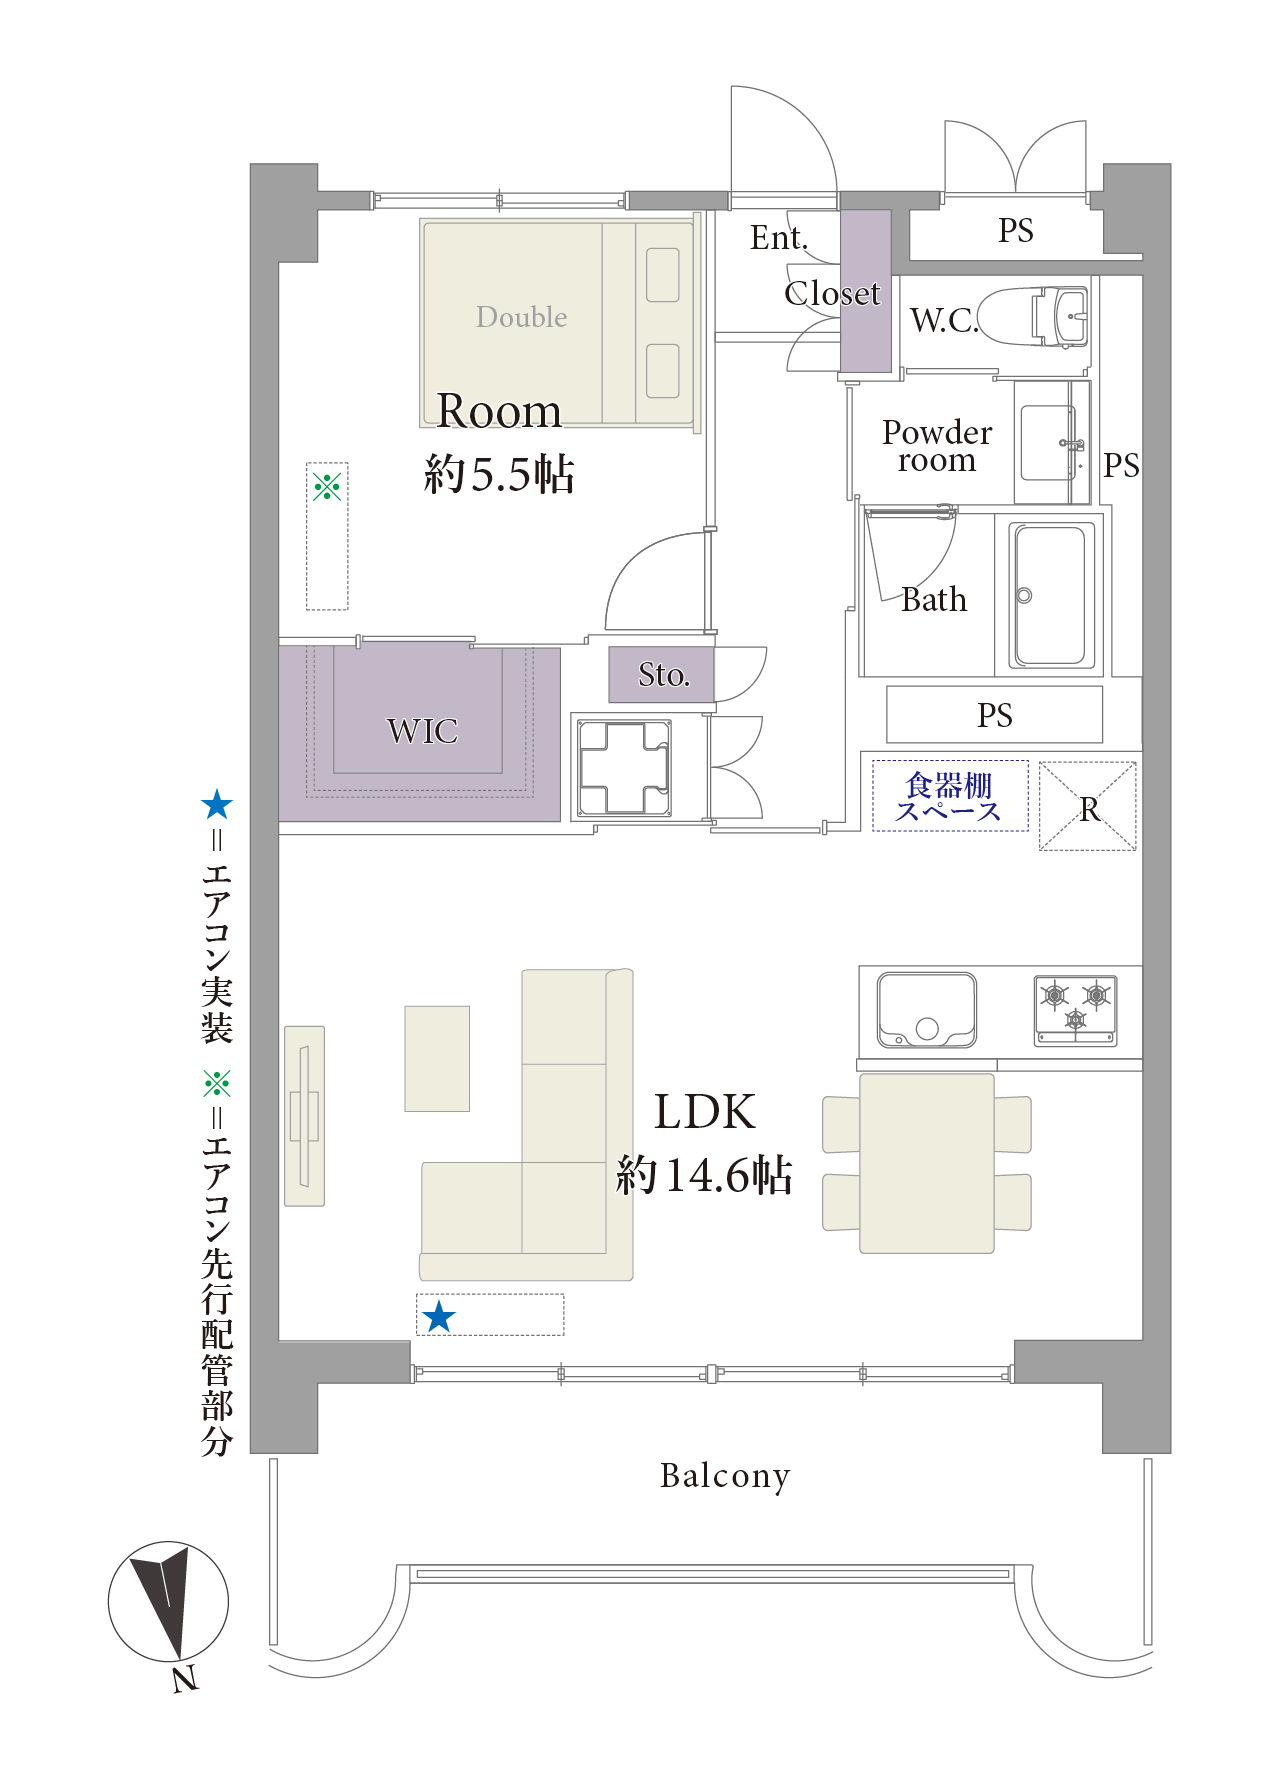 PS
Ent.
Closet
W.C.
Double
Room
約5.5帖
Powder
room
PS
※
Bath
Sto.
WIC
PS
食器棚
スペース
R
★=エアコン実装 ※=エアコン先行配管部分
LDK
約14.6帖
★
Balcony
N